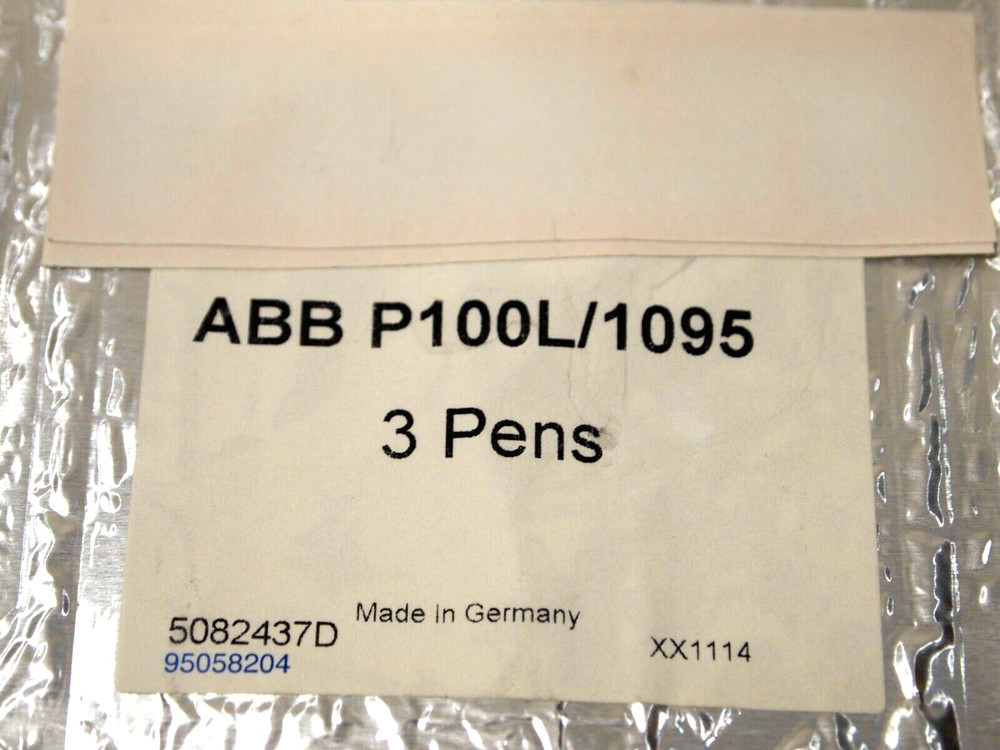 ABB P100L/1095
3 Pens
Made In Germany
5082437D
95058204
XX1114